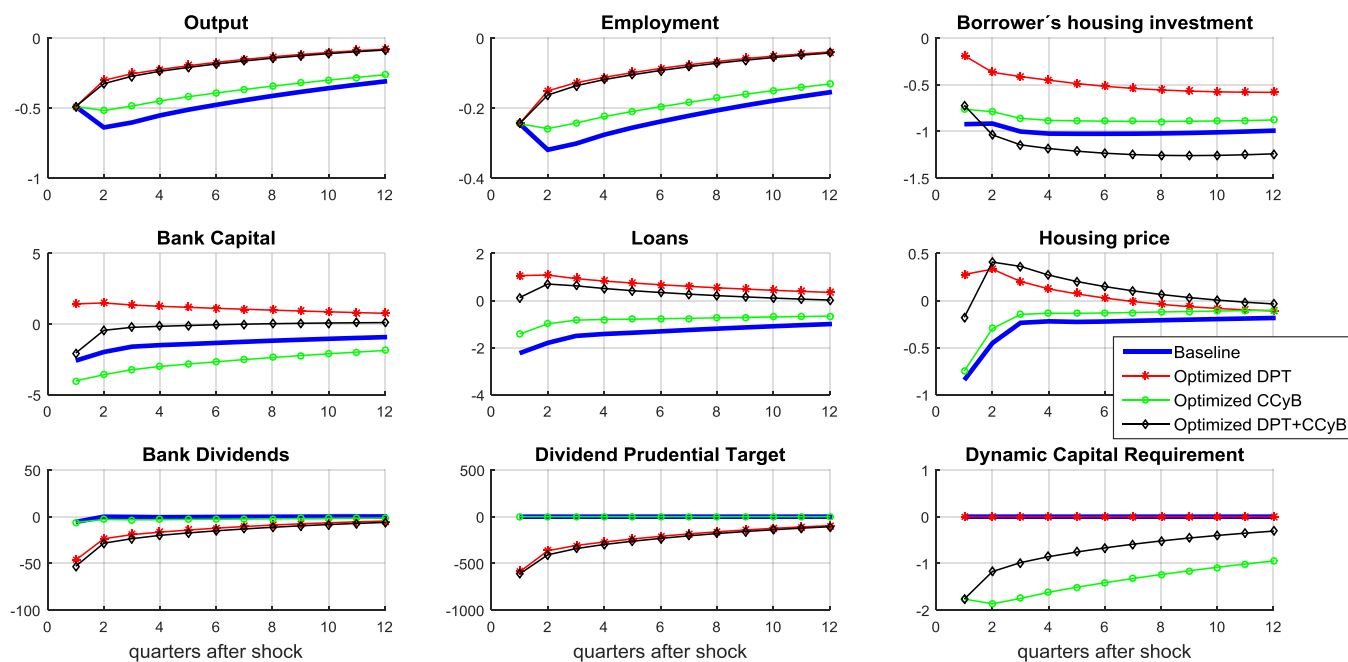 Output
Employment
Borrower´s housing investment
0
-0.5
-1
0 2 4 6 8 10 12
0
-0.2
-0.4
0 2 4 6 8 10 12
0
-0.5
-1
-1.5
0 2 4 6 8 10 12
Bank Capital
Loans
Housing price
5
0
-5
0 2 4 6 8 10 12
2
0
-2
-4
0 2 4 6 8 10 12
0.5
0
-0.5
-1
0 2 4 6 8 10 12
Baseline
Optimized DPT
Optimized CCyB
Optimized DPT+CCyB
Bank Dividends
Dividend Prudential Target
Dynamic Capital Requirement
50
0
-50
-100
0 2 4 6 8 10 12
quarters after shock
500
0
-500
-1000
0 2 4 6 8 10 12
quarters after shock
1
0
-1
-2
0 2 4 6 8 10 12
quarters after shock